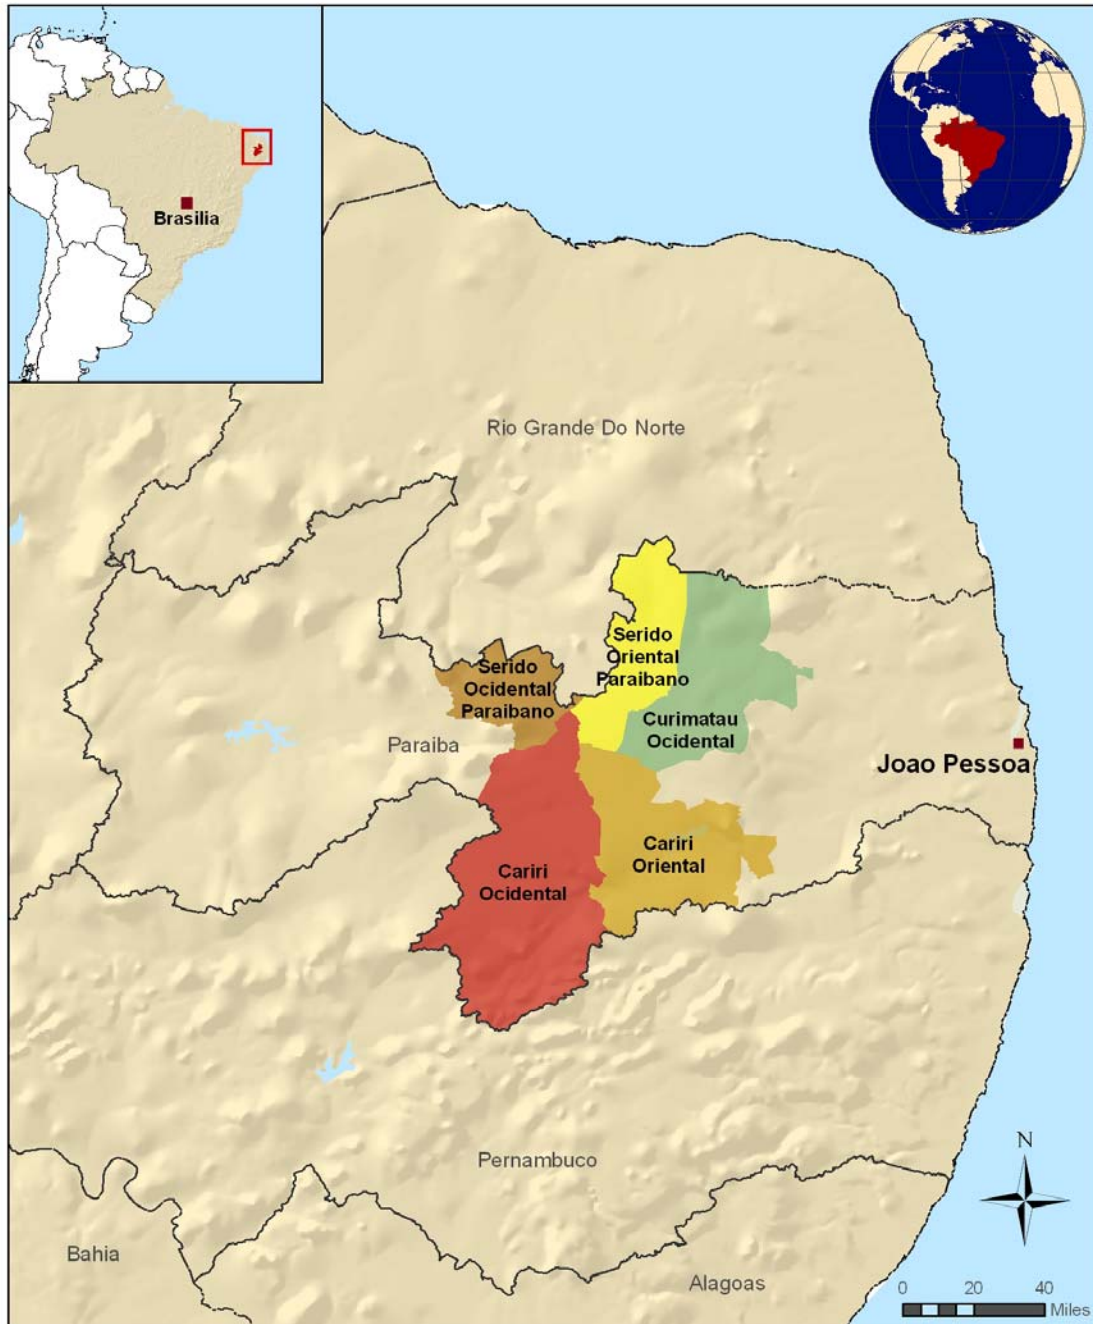 Brasilia
Rio Grande Do Norte
Serido
Oriental
Paraibano
Serido
Ocidental
Paraibano
Curimatau
Ocidental
Paraiba
Joao Pessoa
Cariri
Oriental
Cariri
Ocidental
Pernambuco
N
Bahia
Alagoas
0 20 40
Miles